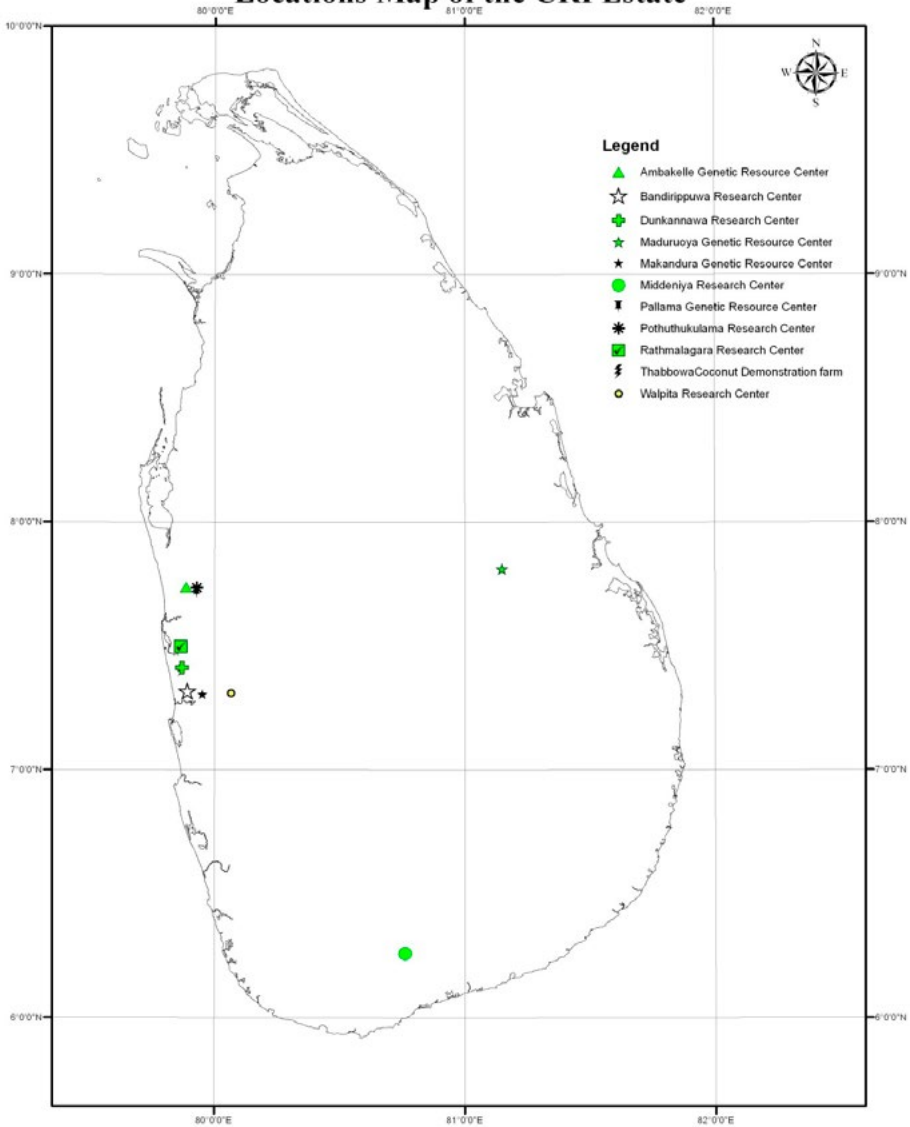 Locations Map of the CRI Estate
80°0'0"E
81°0'0"E
82°0'0"E
10°0'0"N
10°0'0"N
N
W
E
S
Legend
Ambakelle Genetic Resource Center
Bandirippuwa Research Center
Dunkannawa Research Center
Maduruoya Genetic Resource Center
Makandura Genetic Resource Center
Middeniya Research Center
Pallama Genetic Resource Center
Pothuthukulama Research Center
Rathmalagara Research Center
ThabbowaCoconut Demonstration farm
Walpita Research Center
9°0'0"N
9°0'0"N
8°0'0"N
8°0'0"N
7°0'0"N
7°0'0"N
6°0'0"N
6°0'0"N
80°0'0"E
81°0'0"E
82°0'0"E